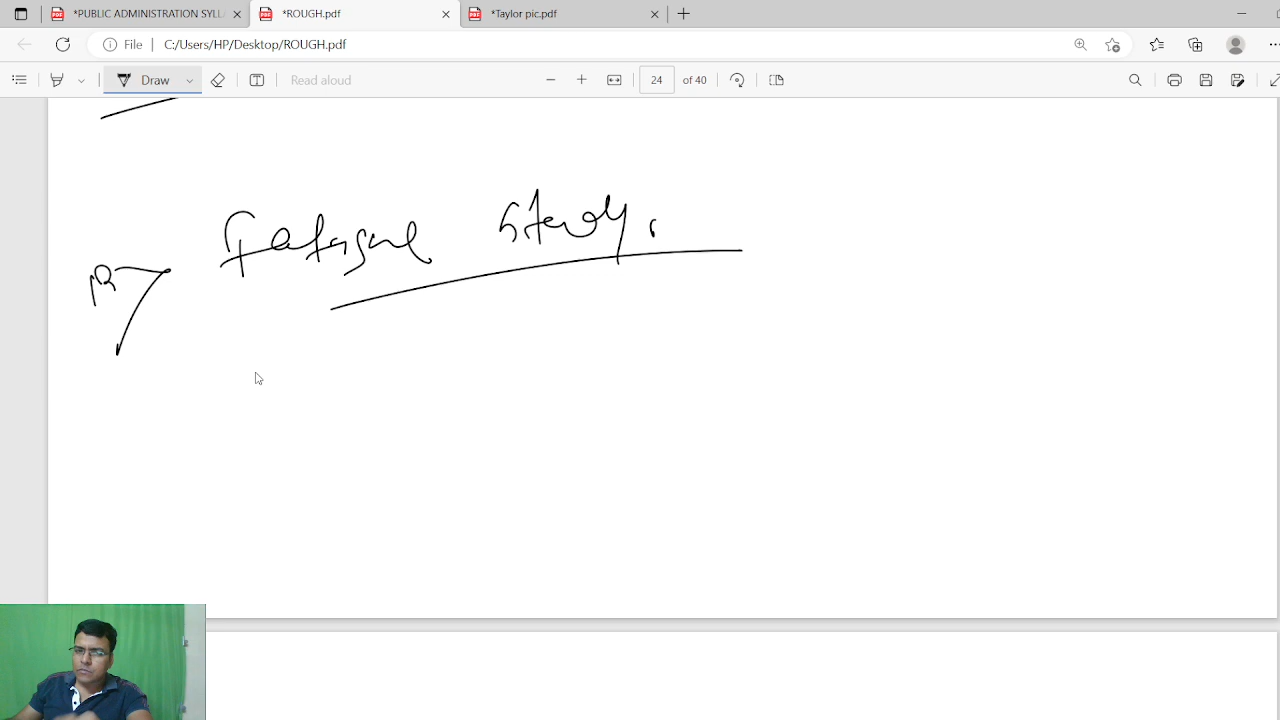 *PUBLIC ADMINISTRATION SYLLA
*ROUGH.pdf
*Taylor pic.pdf
File
C:/Users/HP/Desktop/ROUGH.pdf
Draw
Read aloud
24 of 40
Fatigue study.